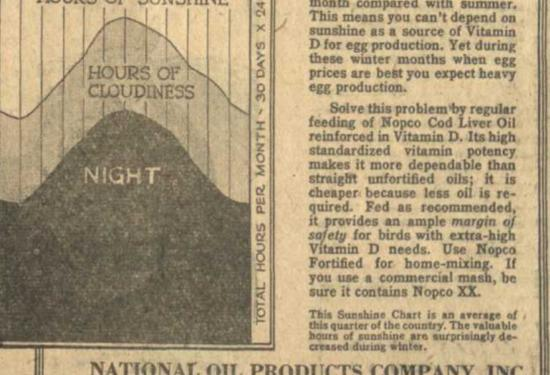 HOURS OF SUNSHINE
HOURS OF
CLOUDINESS
NIGHT
TOTAL HOURS PER MONTH - 30 DAYS X 24
month compared with summer.
This means you can't depend on
sunshine as a source of Vitamin
D for egg production. Yet during
these winter months when egg
prices are best you expect heavy
egg production.
Solve this problem by regular
feeding of Nopco Cod Liver Oil
reinforced in Vitamin D. Its high
standardized vitamin potency
makes it more dependable than
straight unfortified oils; it is
cheaper because less oil is re-
quired. Fed as recommended,
it provides an ample margin of
safety for birds with extra-high
Vitamin D needs. Use Nopco
Fortified for home-mixing. If
you use a commercial mash, be
sure it contains Nopco XX.
This Sunshine Chart is an average of
this quarter of the country. The valuable
hours of sunshine are surprisingly de-
creased during winter.
NATIONAL OIL PRODUCTS COMPANY, INC